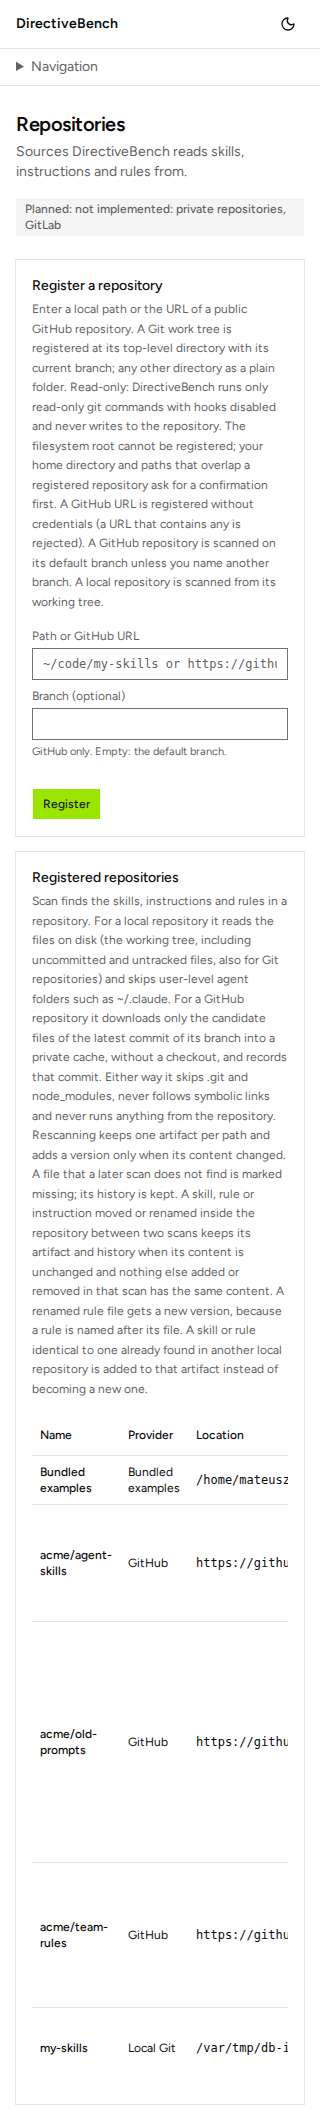 DirectiveBench
Navigation
Repositories
Sources DirectiveBench reads skills,
instructions and rules from.
Planned: not implemented: private repositories,
GitLab
Register a repository
Enter a local path or the URL of a public
GitHub repository. A Git work tree is
registered at its top-level directory with its
current branch; any other directory as a plain
folder. Read-only: DirectiveBench runs only
read-only git commands with hooks disabled
and never writes to the repository. The
filesystem root cannot be registered; your
home directory and paths that overlap a
registered repository ask for a confirmation
first. A GitHub URL is registered without
credentials (a URL that contains any is
rejected). A GitHub repository is scanned on
its default branch unless you name another
branch. A local repository is scanned from its
working tree.
Path or GitHub URL
~/code/my-skills or https://githu
Branch (optional)
GitHub only. Empty: the default branch.
Register
Registered repositories
Scan finds the skills, instructions and rules in a
repository. For a local repository it reads the
files on disk (the working tree, including
uncommitted and untracked files, also for Git
repositories) and skips user-level agent
folders such as ~/.claude. For a GitHub
repository it downloads only the candidate
files of the latest commit of its branch into a
private cache, without a checkout, and records
that commit. Either way it skips .git and
node_modules, never follows symbolic links
and never runs anything from the repository.
Rescanning keeps one artifact per path and
adds a version only when its content changed.
A file that a later scan does not find is marked
missing; its history is kept. A skill, rule or
instruction moved or renamed inside the
repository between two scans keeps its
artifact and history when its content is
unchanged and nothing else added or
removed in that scan has the same content. A
renamed rule file gets a new version, because
a rule is named after its file. A skill or rule
identical to one already found in another local
repository is added to that artifact instead of
becoming a new one.
Name Provider Location
Bundled examples Bundled examples /home/mateusz
acme/agent-skills GitHub https://githu
acme/old-prompts GitHub https://githu
acme/team-rules GitHub https://githu
my-skills Local Git /var/tmp/db-i